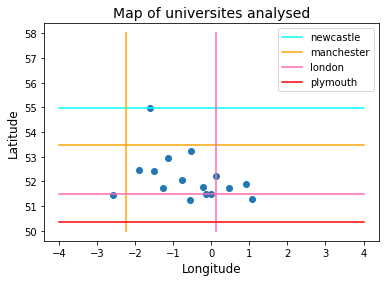 Map of universites analysed
newcastle
manchester
london
plymouth
Latitude
58
57
56
55
54
53
52
51
50
−4
−3
−2
−1
0
1
2
3
4
Longitude